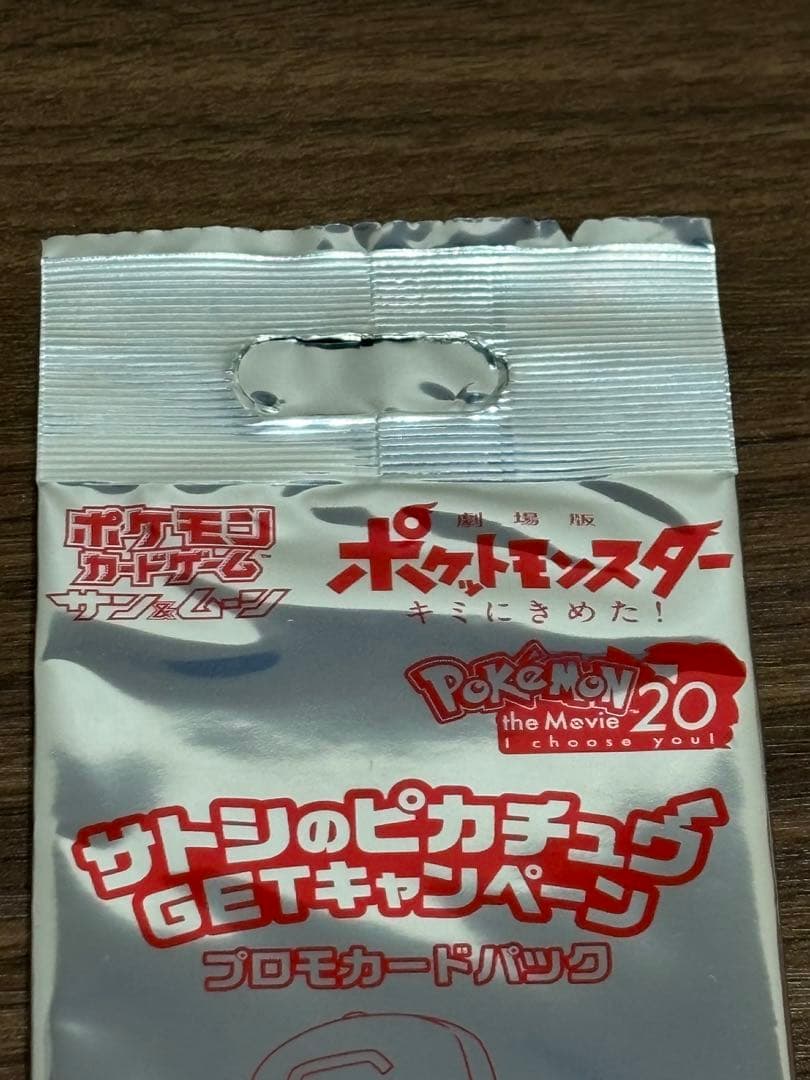 ポケモン
カードゲーム™
サン&ムーン
劇場版
ポケットモンスター
キミにきめた!
POKéMON™
the Movie 20
I choose you!
サトシのピカチュウ
GETキャンペーン
プロモカードパック